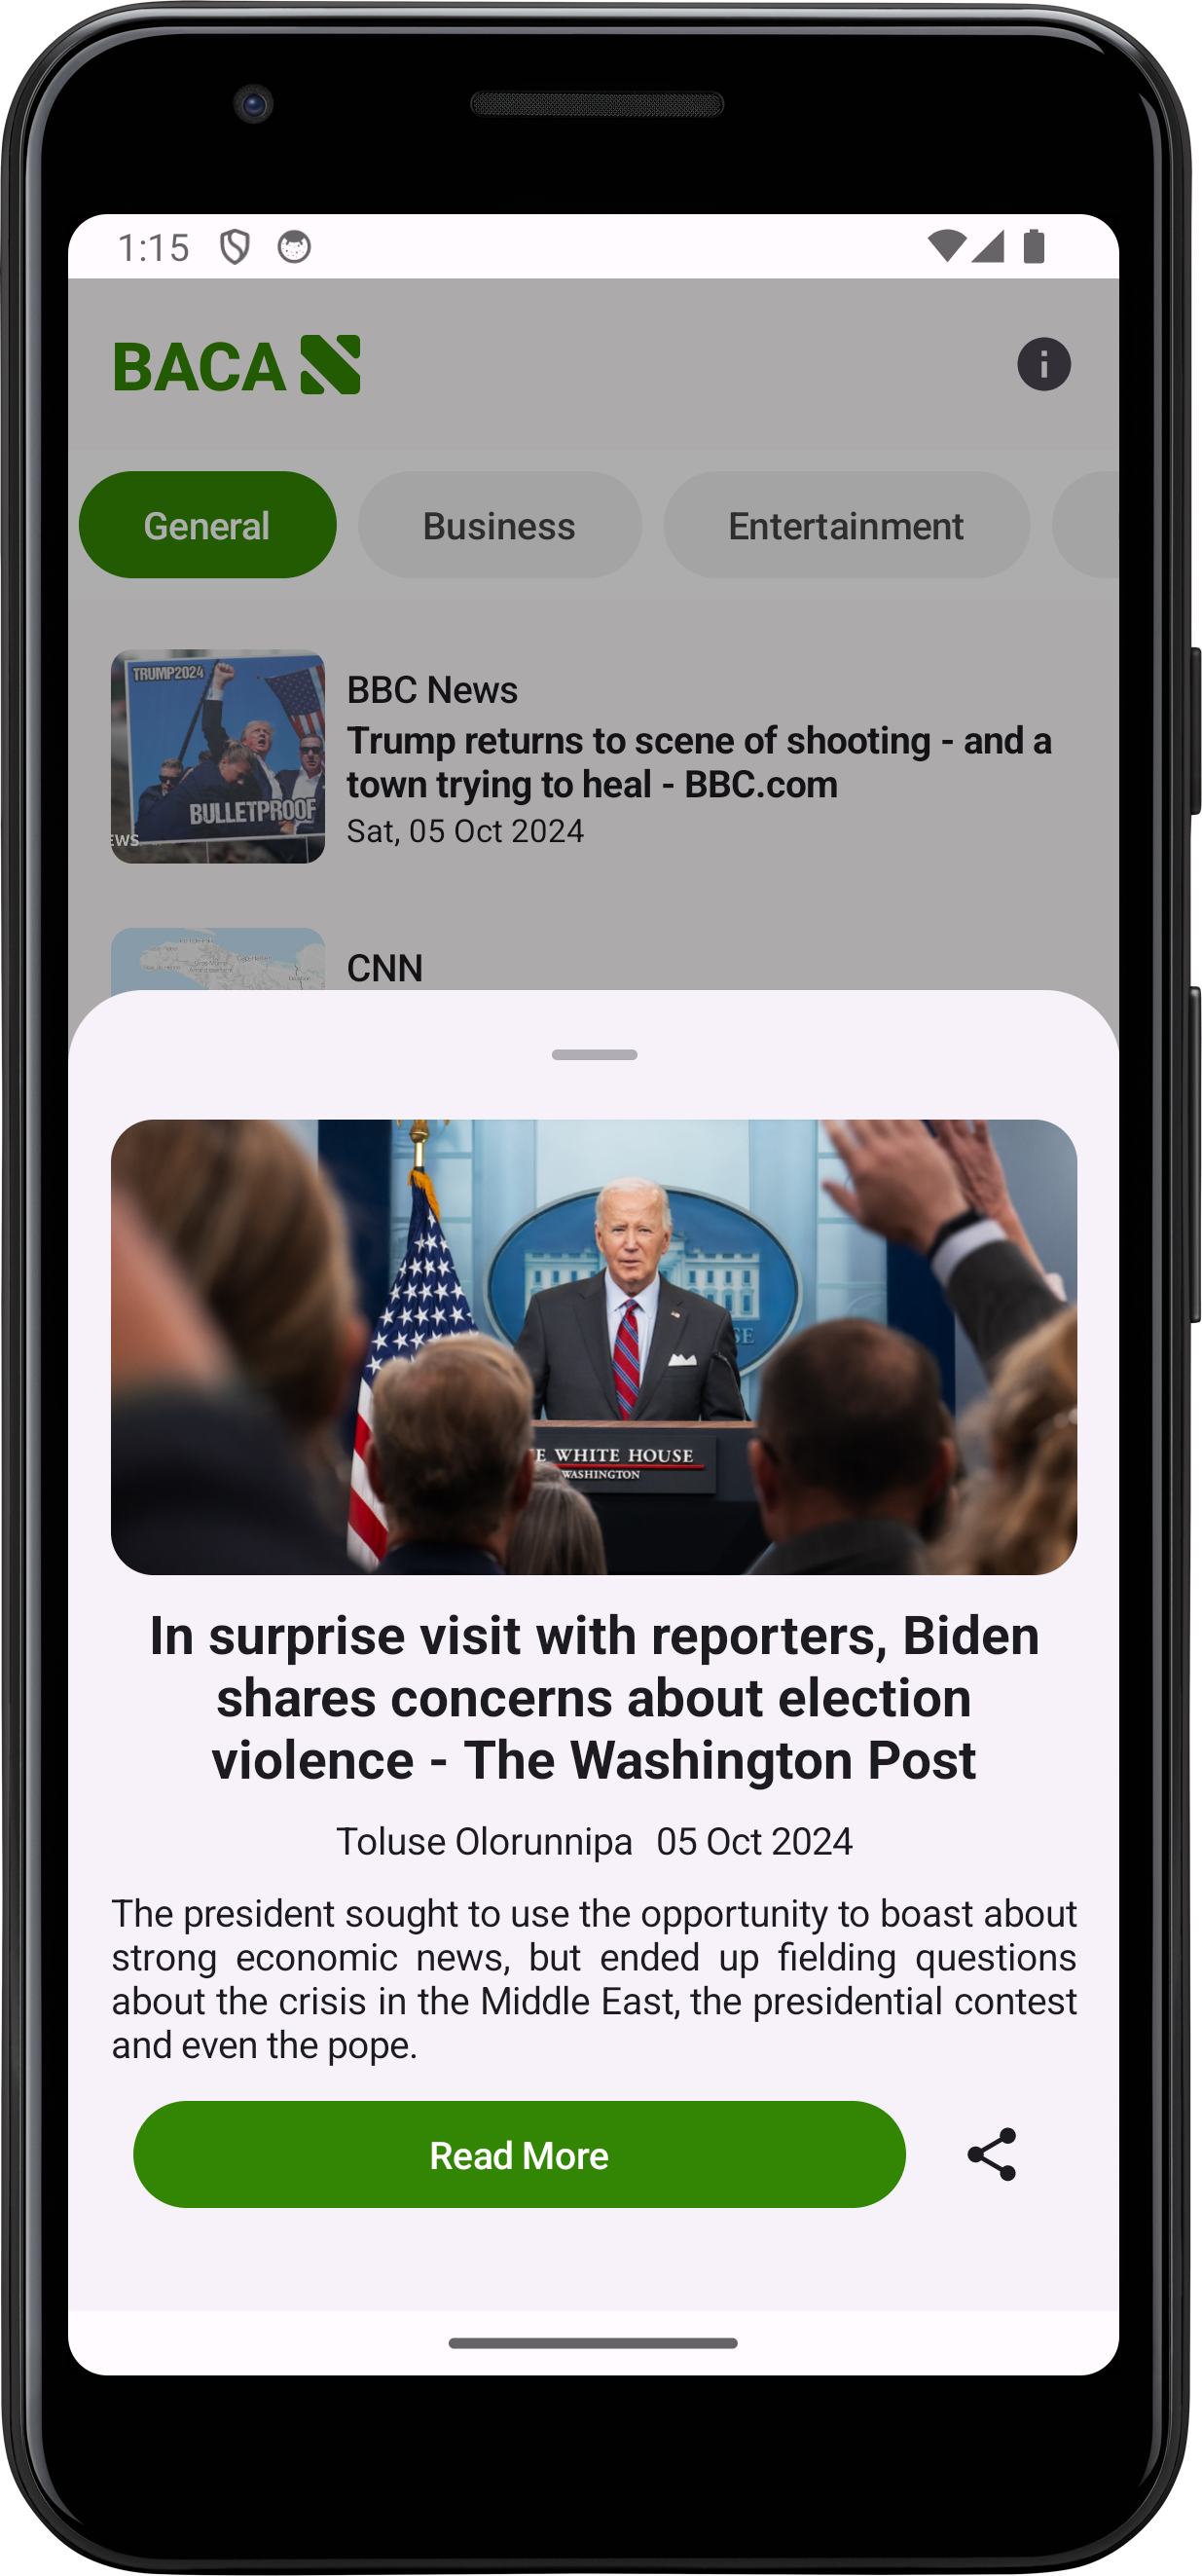 1:15
BACA
General
Business
Entertainment
TRUMP2024
BULLETPROOF
EWS
BBC News
Trump returns to scene of shooting - and a
town trying to heal - BBC.com
Sat, 05 Oct 2024
CNN
SE
E WHITE HOUSE
WASHINGTON
In surprise visit with reporters, Biden
shares concerns about election
violence - The Washington Post
Toluse Olorunnipa 05 Oct 2024
The president sought to use the opportunity to boast about
strong economic news, but ended up fielding questions
about the crisis in the Middle East, the presidential contest
and even the pope.
Read More